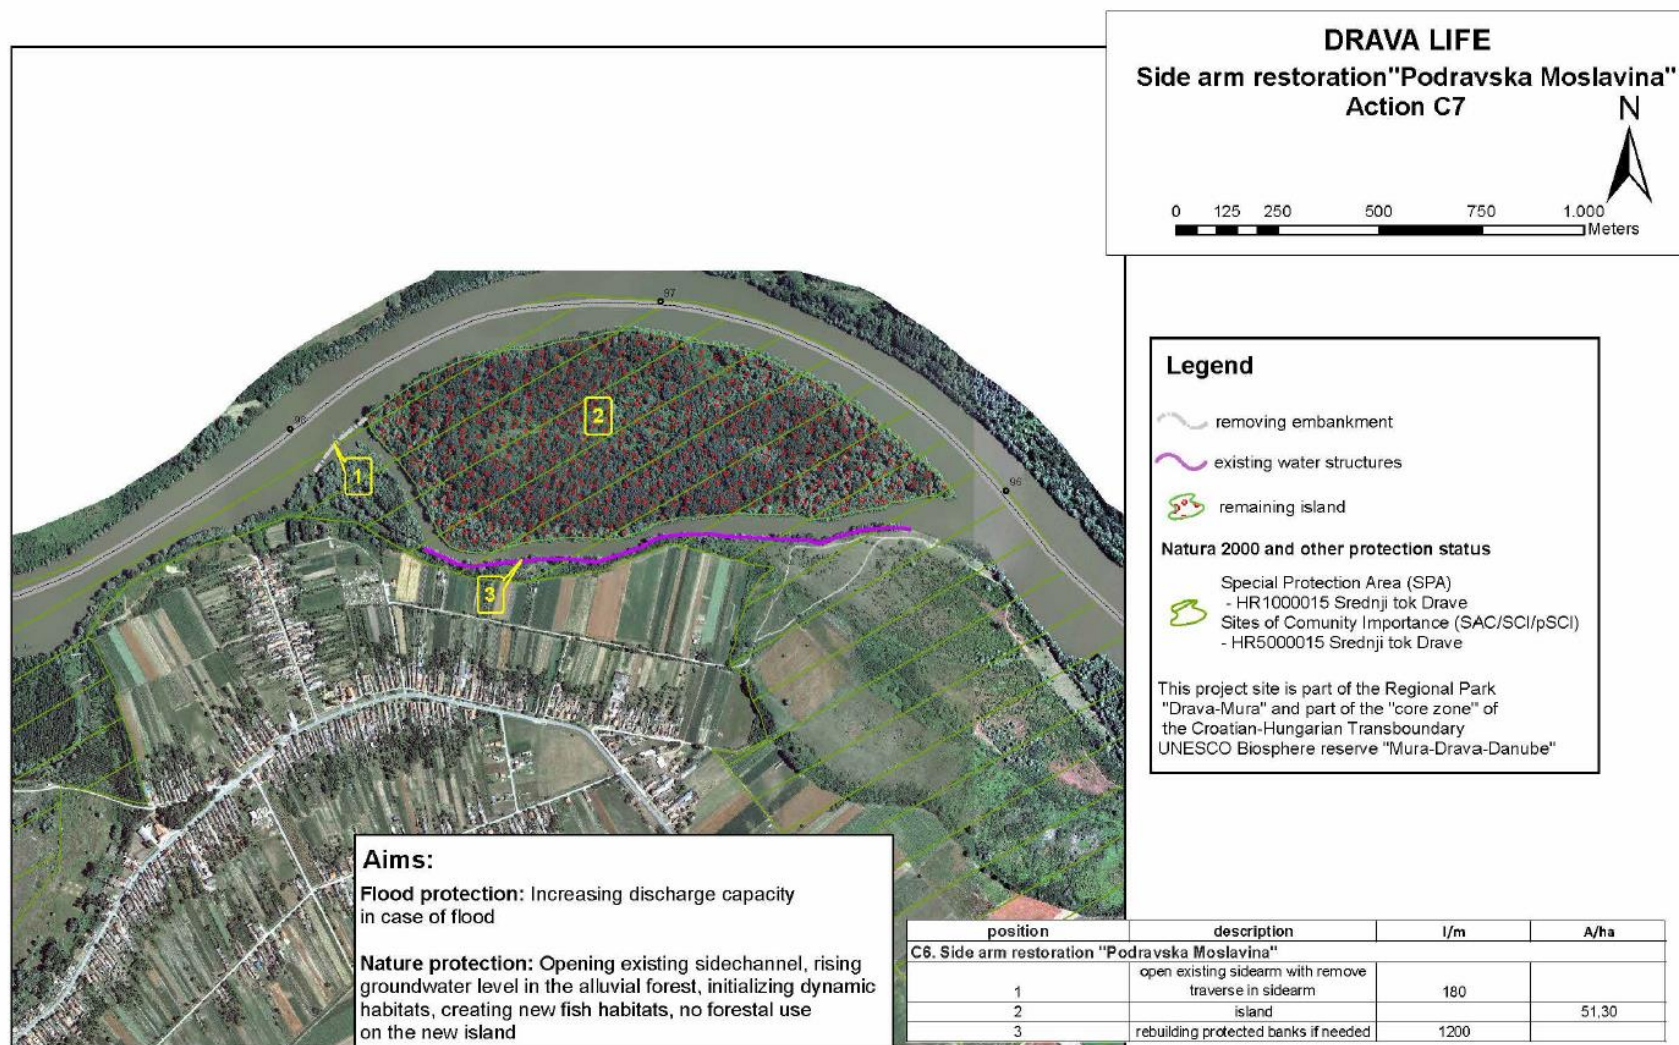 DRAVA LIFE
Side arm restoration"Podravska Moslavina"
Action C7
N
0 125 250 500 750 1.000
Meters
97
98
2
1
96
3
Legend
removing embankment
existing water structures
remaining island
Natura 2000 and other protection status
Special Protection Area (SPA)
- HR1000015 Srednji tok Drave
Sites of Comunity Importance (SAC/SCI/pSCI)
- HR5000015 Srednji tok Drave
This project site is part of the Regional Park
"Drava-Mura" and part of the "core zone" of
the Croatian-Hungarian Transboundary
UNESCO Biosphere reserve "Mura-Drava-Danube"
Aims:
Flood protection: Increasing discharge capacity
in case of flood
Nature protection: Opening existing sidechannel, rising
groundwater level in the alluvial forest, initializing dynamic
habitats, creating new fish habitats, no forestal use
on the new island
position description l/m A/ha
C6. Side arm restoration "Podravska Moslavina"
open existing sidearm with remove
1 traverse in sidearm 180
2 island 51,30
3 rebuilding protected banks if needed 1200